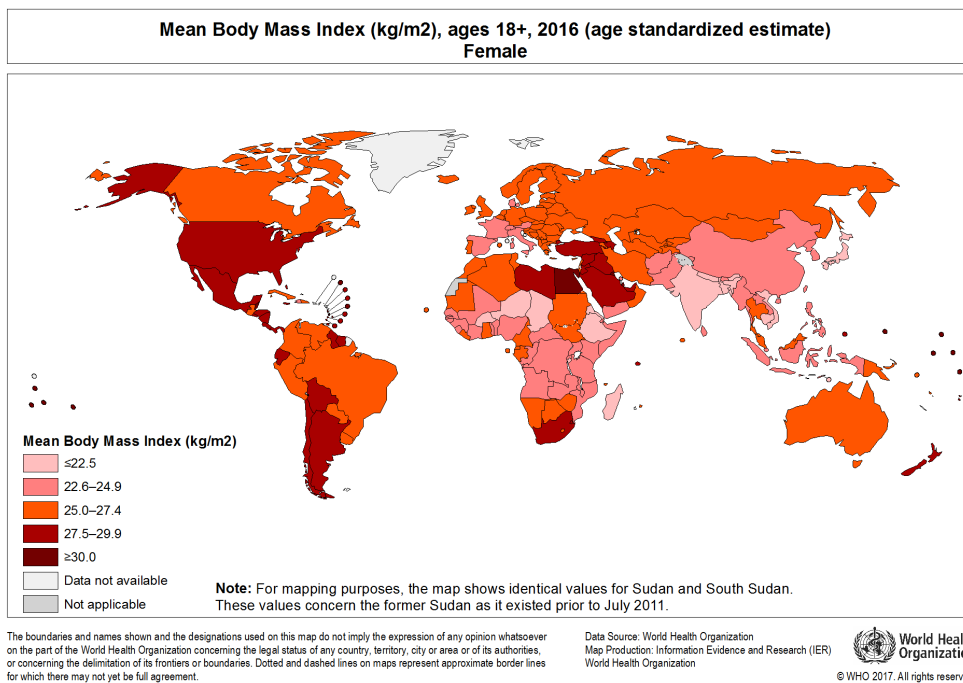 Mean Body Mass Index (kg/m2), ages 18+, 2016 (age standardized estimate)
Female
Mean Body Mass Index (kg/m2)
≤22.5
22.6–24.9
25.0–27.4
27.5–29.9
≥30.0
Data not available
Not applicable
Note: For mapping purposes, the map shows identical values for Sudan and South Sudan.
These values concern the former Sudan as it existed prior to July 2011.
The boundaries and names shown and the designations used on this map do not imply the expression of any opinion whatsoever
on the part of the World Health Organization concerning the legal status of any country, territory, city or area or of its authorities,
or concerning the delimitation of its frontiers or boundaries. Dotted and dashed lines on maps represent approximate border lines
for which there may not yet be full agreement.
Data Source: World Health Organization
Map Production: Information Evidence and Research (IER)
World Health Organization
World Heal
Organizatio
© WHO 2017. All rights reserv